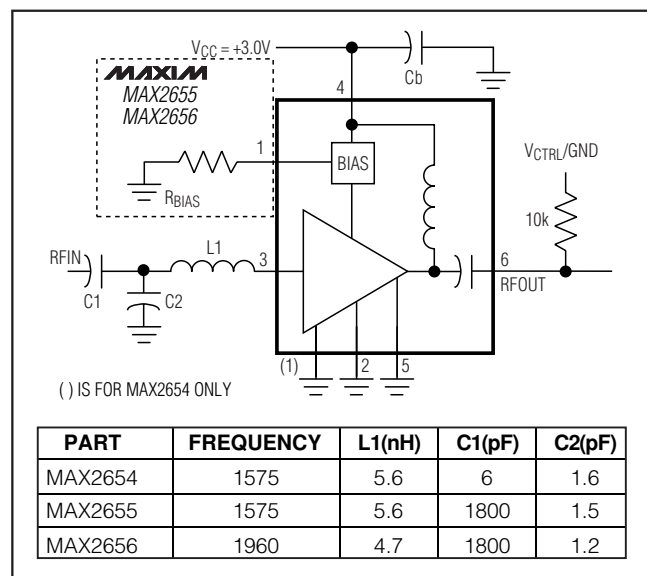 VCC = +3.0V
Cb
MAXIM
MAX2655
MAX2656
4
1
BIAS
VCTRL/GND
RBIAS
10k
RFIN
L1
3
6
RFOUT
C1
C2
(1)
2
5
( ) IS FOR MAX2654 ONLY
PART FREQUENCY L1(nH) C1(pF) C2(pF)
MAX2654 1575 5.6 6 1.6
MAX2655 1575 5.6 1800 1.5
MAX2656 1960 4.7 1800 1.2